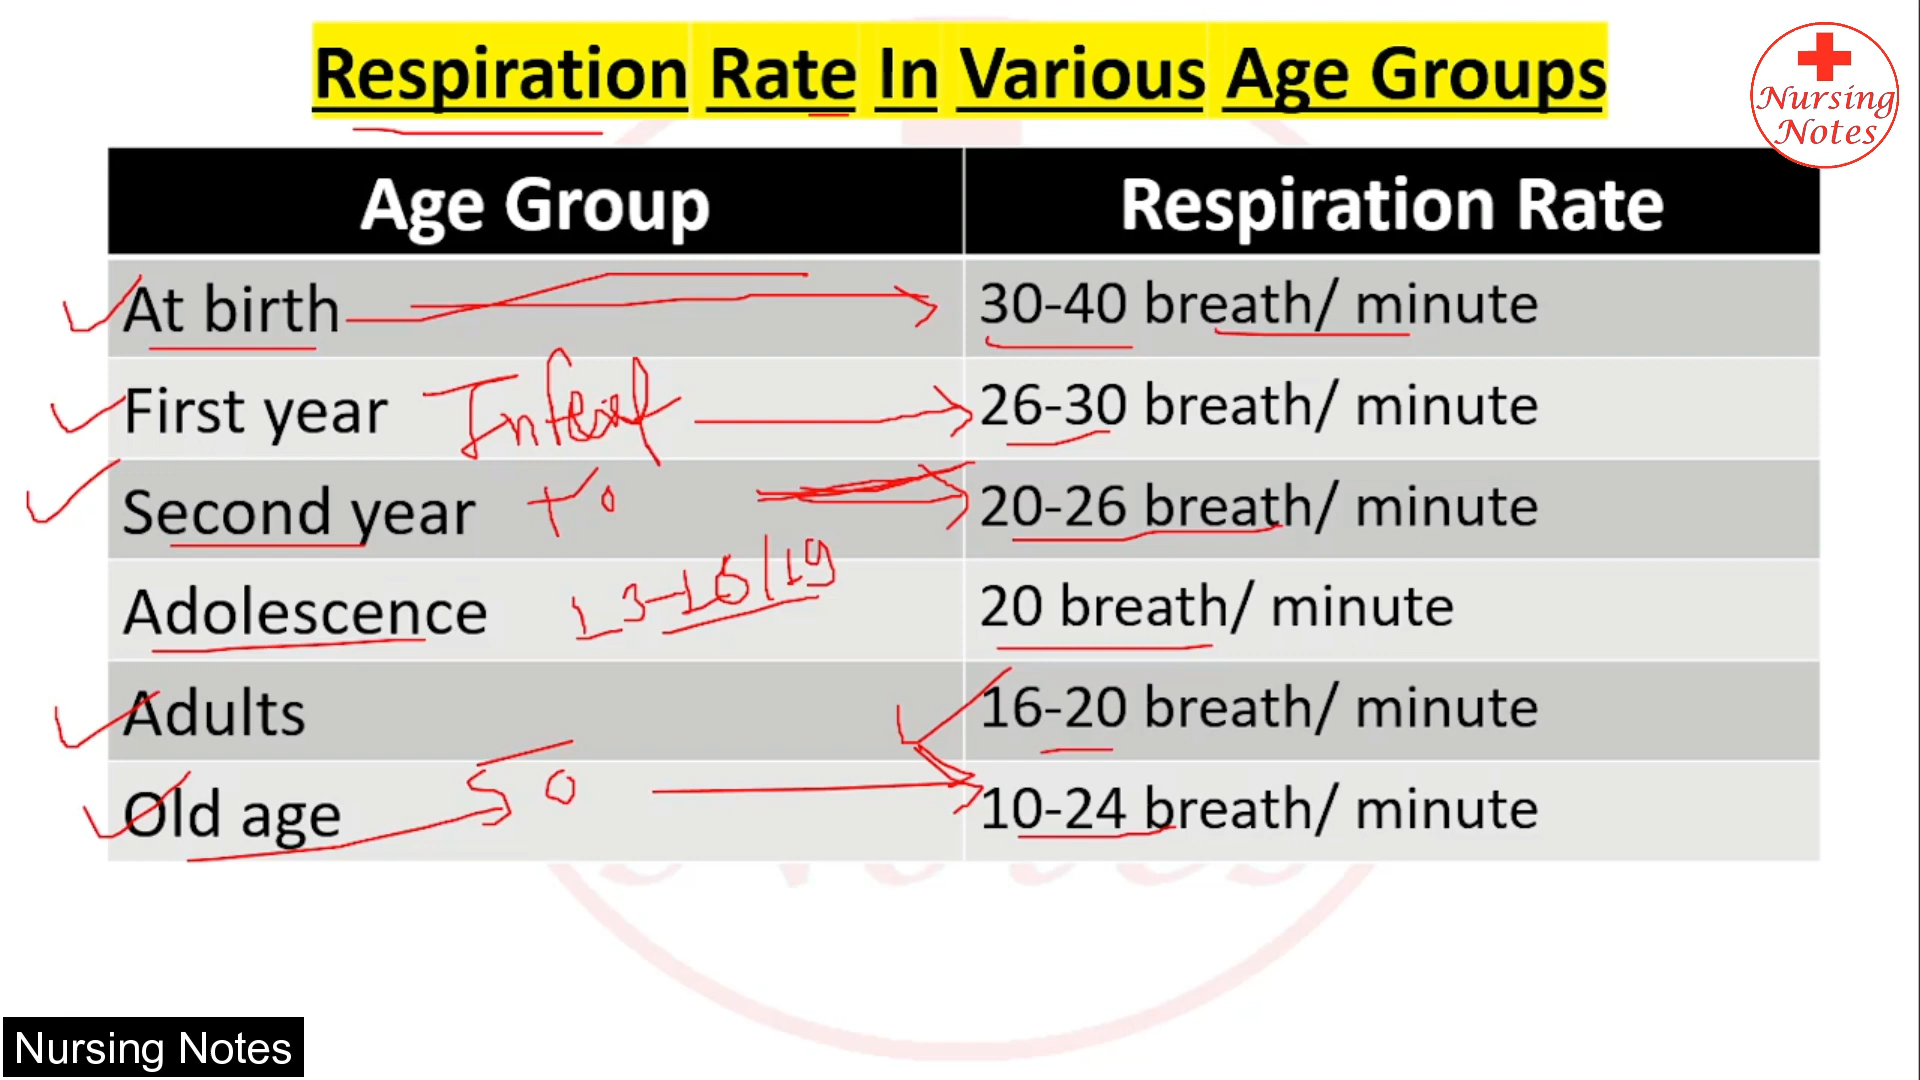 Respiration Rate In Various Age Groups
Nursing
Notes
Age Group Respiration Rate
At birth 30-40 breath/ minute
First year 26-30 breath/ minute
Second year 20-26 breath/ minute
Adolescence 13-18/19 20 breath/ minute
Adults 16-20 breath/ minute
Old age 50 10-24 breath/ minute
Notes
Nursing Notes